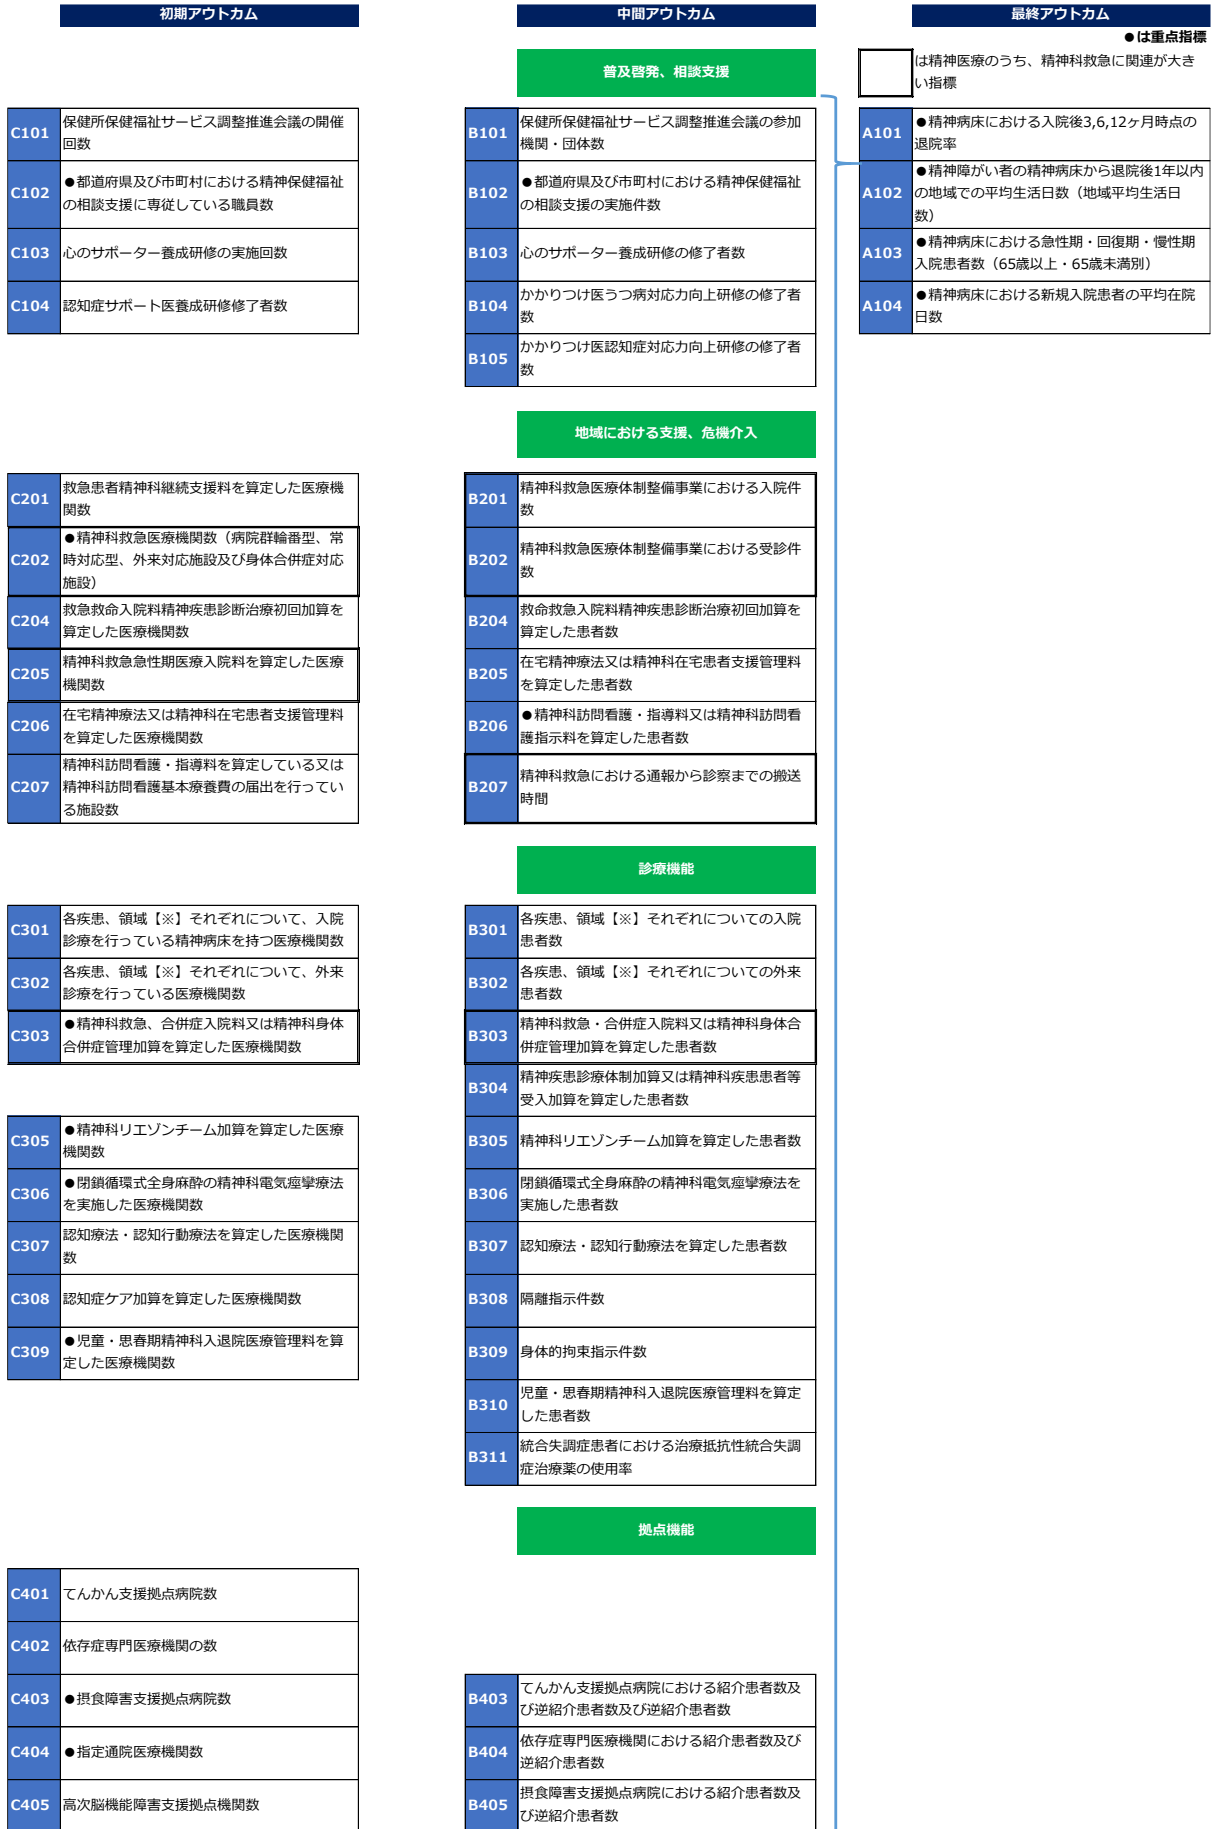 初期アウトカム
中間アウトカム
最終アウトカム
●は重点指標
普及啓発、相談支援
は精神医療のうち、精神科救急に関連が大き
い指標
C101
保健所保健福祉サービス調整推進会議の開催
回数
B101
保健所保健福祉サービス調整推進会議の参加
機関・団体数
A101
●精神病床における入院後3,6,12ヶ月時点の
退院率
C102
●都道府県及び市町村における精神保健福祉
の相談支援に専従している職員数
B102
●都道府県及び市町村における精神保健福祉
の相談支援の実施件数
A102
●精神障がい者の精神病床から退院後1年以内
の地域での平均生活日数（地域平均生活日
数）
C103
心のサポーター養成研修の実施回数
B103
心のサポーター養成研修の修了者数
A103
●精神病床における急性期・回復期・慢性期
入院患者数（65歳以上・65歳未満別）
C104
認知症サポート医養成研修修了者数
B104
かかりつけ医うつ病対応力向上研修の修了者
数
A104
●精神病床における新規入院患者の平均在院
日数
B105
かかりつけ医認知症対応力向上研修の修了者
数
地域における支援、危機介入
C201
救急患者精神科継続支援料を算定した医療機
関数
B201
精神科救急医療体制整備事業における入院件
数
C202
●精神科救急医療機関数（病院群輪番型、常
時対応型、外来対応施設及び身体合併症対応
施設）
B202
精神科救急医療体制整備事業における受診件
数
C204
救急救命入院料精神疾患診断治療初回加算を
算定した医療機関数
B204
救命救急入院料精神疾患診断治療初回加算を
算定した患者数
C205
精神科救急急性期医療入院料を算定した医療
機関数
B205
在宅精神療法又は精神科在宅患者支援管理料
を算定した患者数
C206
在宅精神療法又は精神科在宅患者支援管理料
を算定した医療機関数
B206
●精神科訪問看護・指導料又は精神科訪問看
護指示料を算定した患者数
C207
精神科訪問看護・指導料を算定している又は
精神科訪問看護基本療養費の届出を行ってい
る施設数
B207
精神科救急における通報から診察までの搬送
時間
診療機能
C301
各疾患、領域【※】それぞれについて、入院
診療を行っている精神病床を持つ医療機関数
B301
各疾患、領域【※】それぞれについての入院
患者数
C302
各疾患、領域【※】それぞれについて、外来
診療を行っている医療機関数
B302
各疾患、領域【※】それぞれについての外来
患者数
C303
●精神科救急、合併症入院料又は精神科身体
合併症管理加算を算定した医療機関数
B303
精神科救急・合併症入院料又は精神科身体合
併症管理加算を算定した患者数
B304
精神疾患診療体制加算又は精神科疾患患者等
受入加算を算定した患者数
C305
●精神科リエゾンチーム加算を算定した医療
機関数
B305
精神科リエゾンチーム加算を算定した患者数
C306
●閉鎖循環式全身麻酔の精神科電気痙攣療法
を実施した医療機関数
B306
閉鎖循環式全身麻酔の精神科電気痙攣療法を
実施した患者数
C307
認知療法・認知行動療法を算定した医療機関
数
B307
認知療法・認知行動療法を算定した患者数
C308
認知症ケア加算を算定した医療機関数
B308
隔離指示件数
C309
●児童・思春期精神科入退院医療管理料を算
定した医療機関数
B309
身体的拘束指示件数
B310
児童・思春期精神科入退院医療管理料を算定
した患者数
B311
統合失調症患者における治療抵抗性統合失調
症治療薬の使用率
拠点機能
C401
てんかん支援拠点病院数
C402
依存症専門医療機関の数
C403
●摂食障害支援拠点病院数
B403
てんかん支援拠点病院における紹介患者数及
び逆紹介患者数及び逆紹介患者数
C404
●指定通院医療機関数
B404
依存症専門医療機関における紹介患者数及び
逆紹介患者数
C405
高次脳機能障害支援拠点機関数
B405
摂食障害支援拠点病院における紹介患者数及
び逆紹介患者数